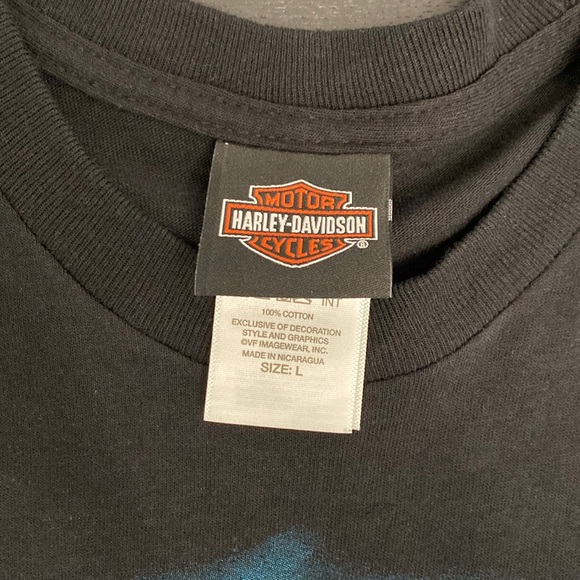 MOTOR
HARLEY-DAVIDSON
CYCLES ®
INT
100% COTTON
EXCLUSIVE OF DECORATION
STYLE AND GRAPHICS
©VF IMAGEWEAR, INC.
MADE IN NICARAGUA
SIZE: L